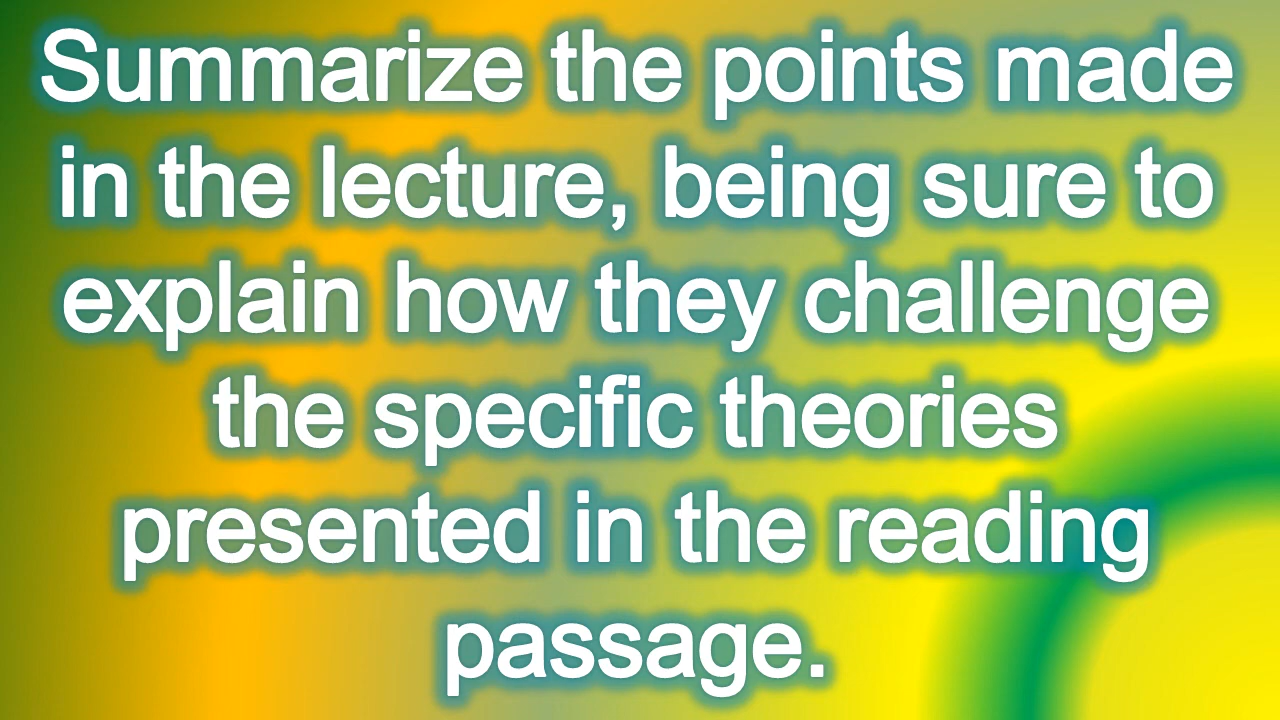 Summarize the points made
in the lecture, being sure to
explain how they challenge
the specific theories
presented in the reading
passage.